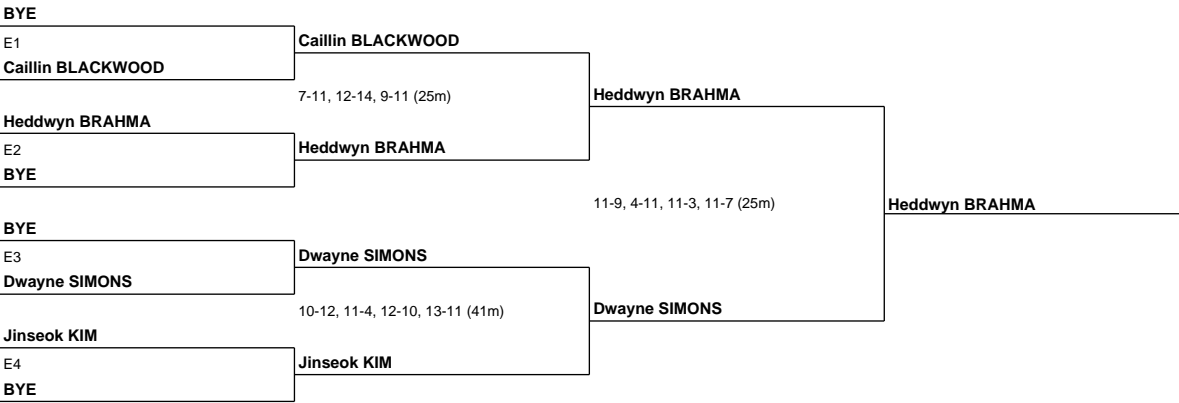 BYE
E1
Caillin BLACKWOOD
Heddwyn BRAHMA
E2
BYE
BYE
E3
Dwayne SIMONS
Jinseok KIM
E4
BYE
Caillin BLACKWOOD
7-11, 12-14, 9-11 (25m)
Heddwyn BRAHMA
Dwayne SIMONS
10-12, 11-4, 12-10, 13-11 (41m)
Jinseok KIM
Heddwyn BRAHMA
11-9, 4-11, 11-3, 11-7 (25m)
Dwayne SIMONS
Heddwyn BRAHMA